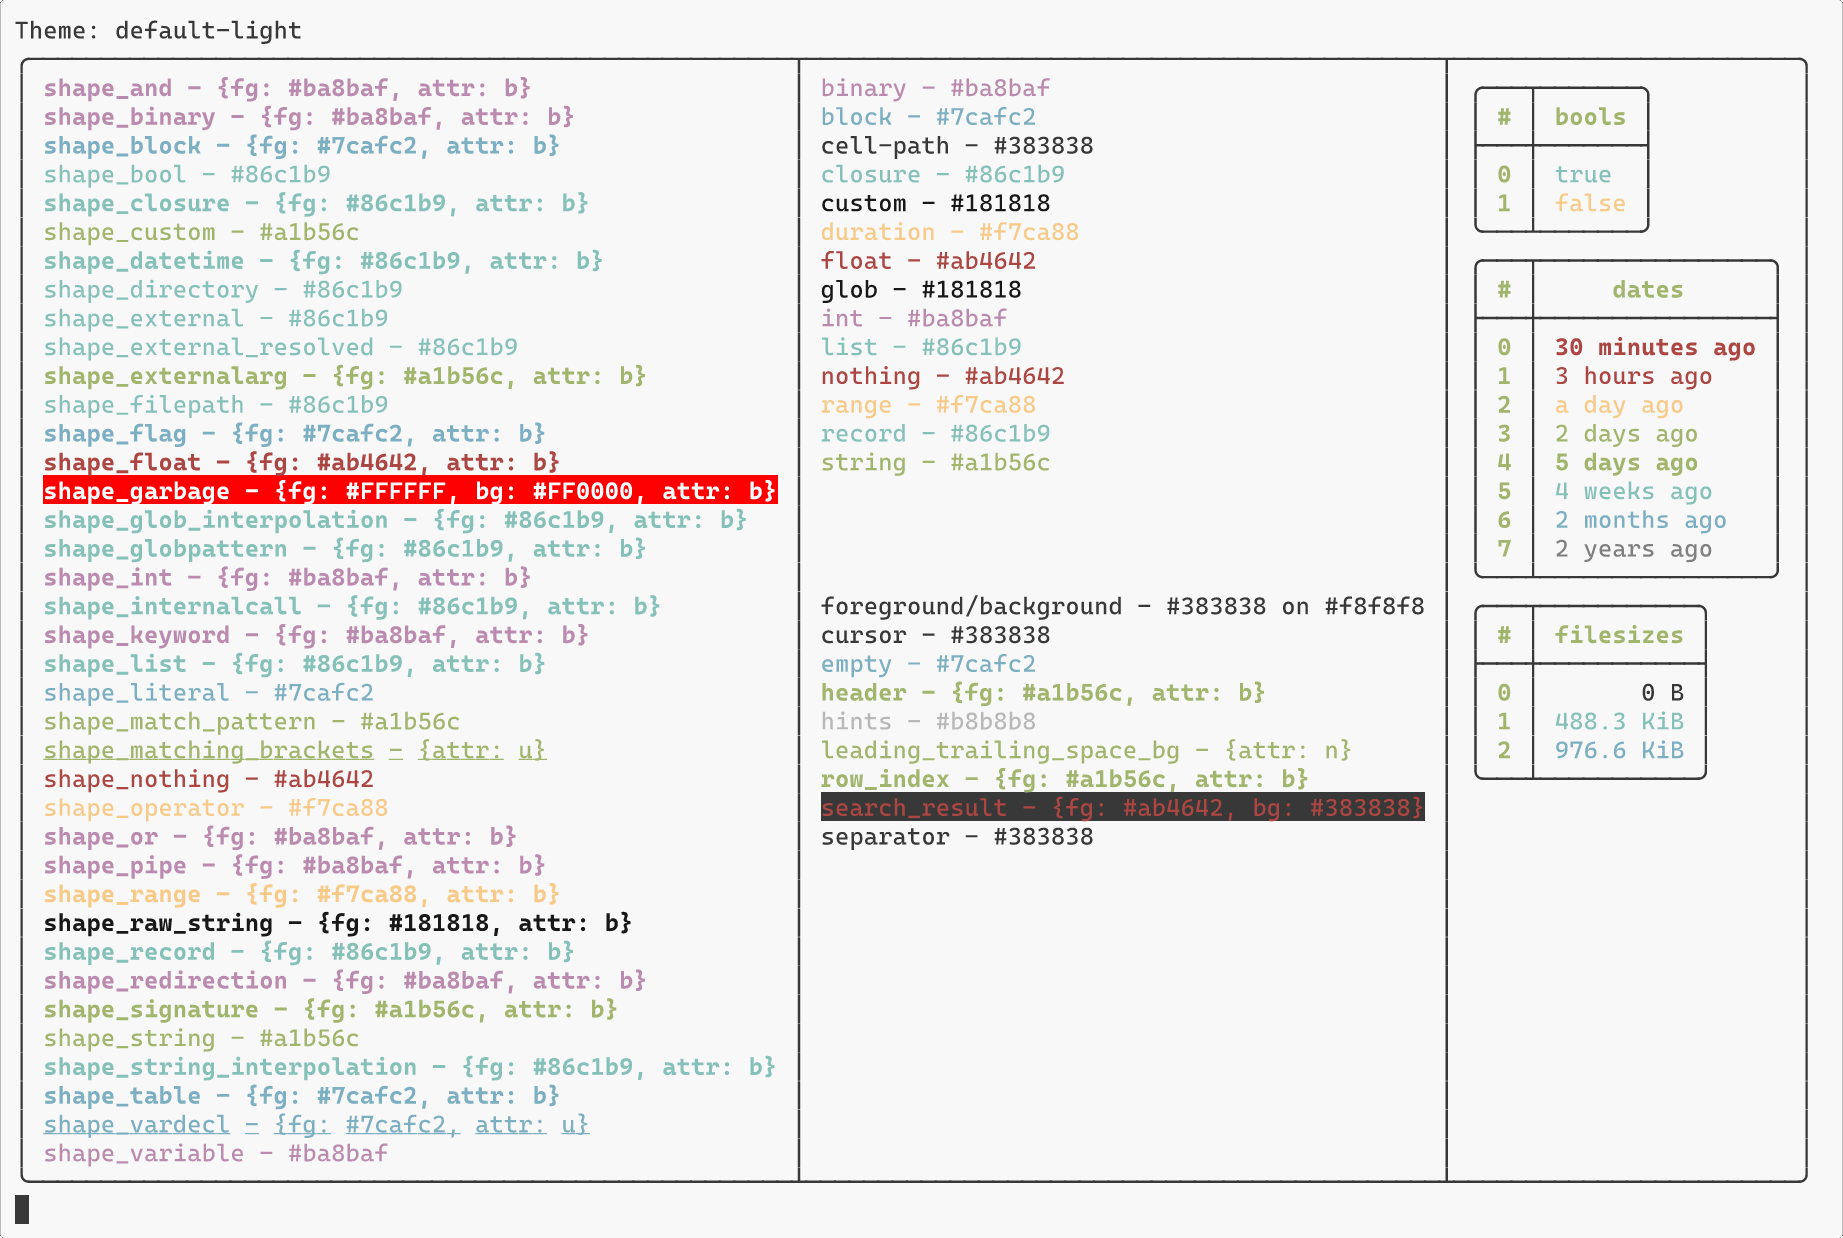 Theme: default-light
shape_and - {fg: #ba8baf, attr: b}
shape_binary - {fg: #ba8baf, attr: b}
shape_block - {fg: #7cafc2, attr: b}
shape_bool - #86c1b9
shape_closure - {fg: #86c1b9, attr: b}
shape_custom - #a1b56c
shape_datetime - {fg: #86c1b9, attr: b}
shape_directory - #86c1b9
shape_external - #86c1b9
shape_external_resolved - #86c1b9
shape_externalarg - {fg: #a1b56c, attr: b}
shape_filepath - #86c1b9
shape_flag - {fg: #7cafc2, attr: b}
shape_float - {fg: #ab4642, attr: b}
shape_garbage - {fg: #FFFFFF, bg: #FF0000, attr: b}
shape_glob_interpolation - {fg: #86c1b9, attr: b}
shape_globpattern - {fg: #86c1b9, attr: b}
shape_int - {fg: #ba8baf, attr: b}
shape_internalcall - {fg: #86c1b9, attr: b}
shape_keyword - {fg: #ba8baf, attr: b}
shape_list - {fg: #86c1b9, attr: b}
shape_literal - #7cafc2
shape_match_pattern - #a1b56c
shape_matching_brackets - {attr: u}
shape_nothing - #ab4642
shape_operator - #f7ca88
shape_or - {fg: #ba8baf, attr: b}
shape_pipe - {fg: #ba8baf, attr: b}
shape_range - {fg: #f7ca88, attr: b}
shape_raw_string - {fg: #181818, attr: b}
shape_record - {fg: #86c1b9, attr: b}
shape_redirection - {fg: #ba8baf, attr: b}
shape_signature - {fg: #a1b56c, attr: b}
shape_string - #a1b56c
shape_string_interpolation - {fg: #86c1b9, attr: b}
shape_table - {fg: #7cafc2, attr: b}
shape_vardecl - {fg: #7cafc2, attr: u}
shape_variable - #ba8baf
binary - #ba8baf
block - #7cafc2
cell-path - #383838
closure - #86c1b9
custom - #181818
duration - #f7ca88
float - #ab4642
glob - #181818
int - #ba8baf
list - #86c1b9
nothing - #ab4642
range - #f7ca88
record - #86c1b9
string - #a1b56c
foreground/background - #383838 on #f8f8f8
cursor - #383838
empty - #7cafc2
header - {fg: #a1b56c, attr: b}
hints - #b8b8b8
leading_trailing_space_bg - {attr: n}
row_index - {fg: #a1b56c, attr: b}
search_result - {fg: #ab4642, bg: #383838}
separator - #383838
# bools
0 true
1 false
# dates
0 30 minutes ago
1 3 hours ago
2 a day ago
3 2 days ago
4 5 days ago
5 4 weeks ago
6 2 months ago
7 2 years ago
# filesizes
0 0 B
1 488.3 KiB
2 976.6 KiB